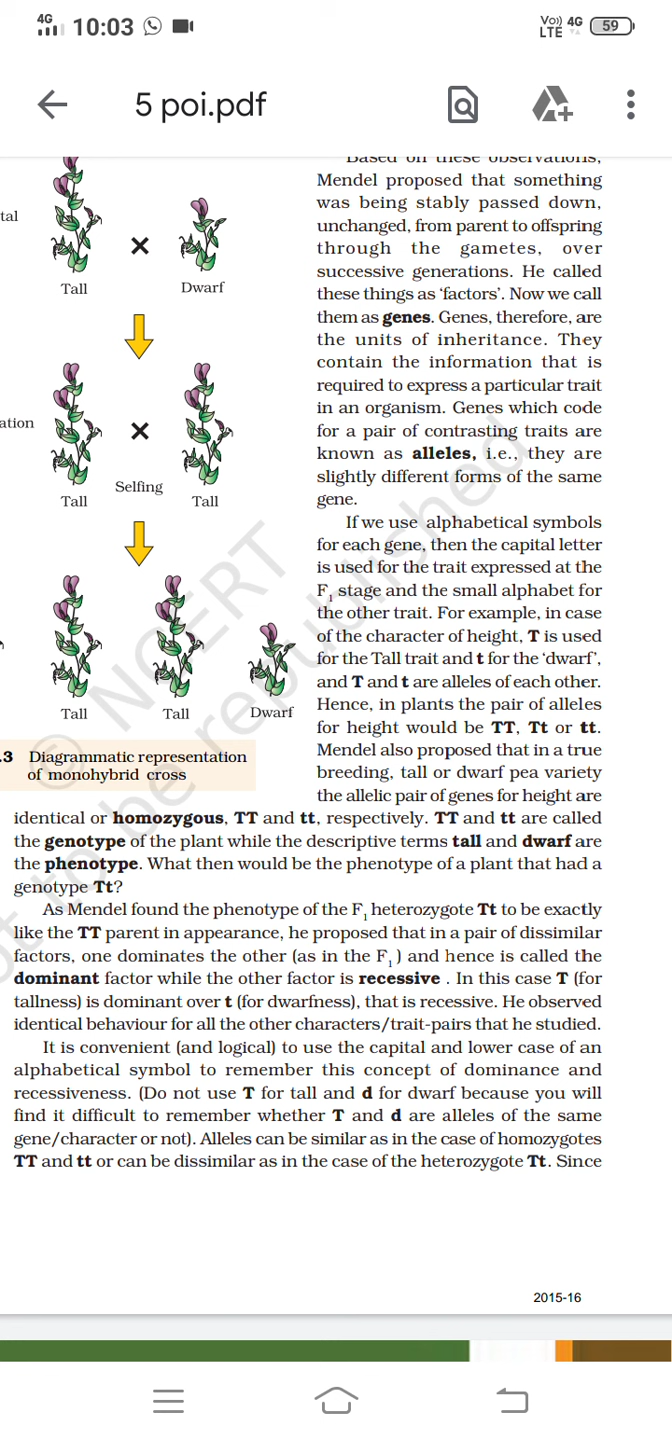 4G 10:03 Vo)) LTE 4G 59
5 poi.pdf
tal
Tall
Dwarf
ation
Selfing
Tall
Tall
Tall
Tall
Dwarf
.3 Diagrammatic representation
of monohybrid cross
Based on these observations,
Mendel proposed that something
was being stably passed down,
unchanged, from parent to offspring
through the gametes, over
successive generations. He called
these things as ‘factors’. Now we call
them as genes. Genes, therefore, are
the units of inheritance. They
contain the information that is
required to express a particular trait
in an organism. Genes which code
for a pair of contrasting traits are
known as alleles, i.e., they are
slightly different forms of the same
gene.
If we use alphabetical symbols
for each gene, then the capital letter
is used for the trait expressed at the
F1 stage and the small alphabet for
the other trait. For example, in case
of the character of height, T is used
for the Tall trait and t for the ‘dwarf’,
and T and t are alleles of each other.
Hence, in plants the pair of alleles
for height would be TT, Tt or tt.
Mendel also proposed that in a true
breeding, tall or dwarf pea variety
the allelic pair of genes for height are
identical or homozygous, TT and tt, respectively. TT and tt are called
the genotype of the plant while the descriptive terms tall and dwarf are
the phenotype. What then would be the phenotype of a plant that had a
genotype Tt?
As Mendel found the phenotype of the F1 heterozygote Tt to be exactly
like the TT parent in appearance, he proposed that in a pair of dissimilar
factors, one dominates the other (as in the F1 ) and hence is called the
dominant factor while the other factor is recessive . In this case T (for
tallness) is dominant over t (for dwarfness), that is recessive. He observed
identical behaviour for all the other characters/trait-pairs that he studied.
It is convenient (and logical) to use the capital and lower case of an
alphabetical symbol to remember this concept of dominance and
recessiveness. (Do not use T for tall and d for dwarf because you will
find it difficult to remember whether T and d are alleles of the same
gene/character or not). Alleles can be similar as in the case of homozygotes
TT and tt or can be dissimilar as in the case of the heterozygote Tt. Since
2015-16
© NCERT
not to be republished